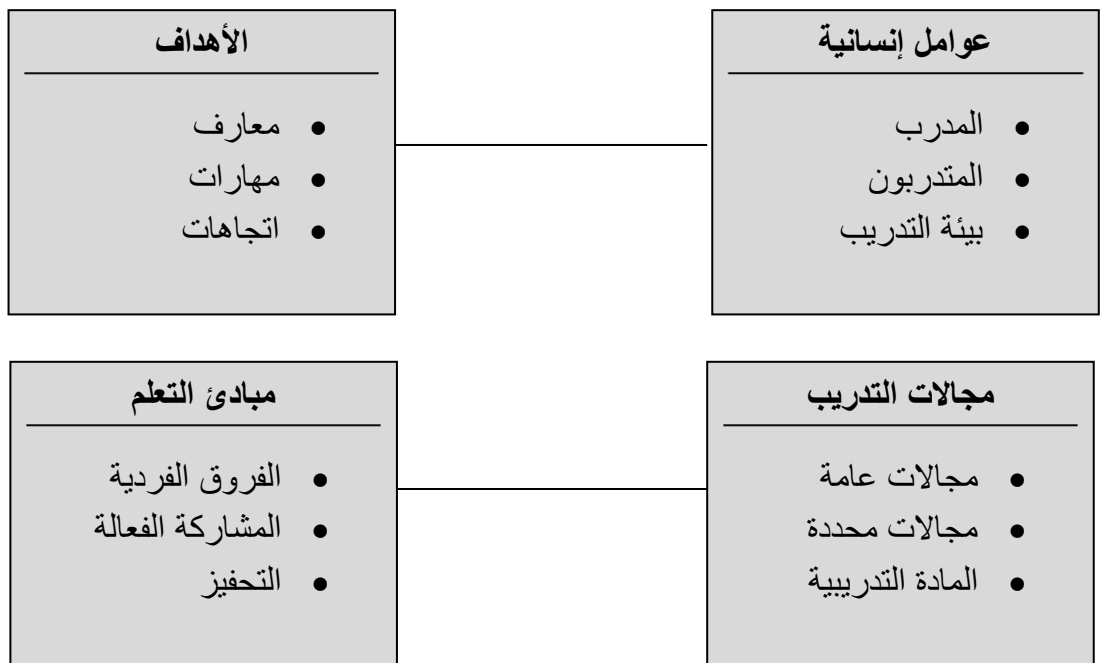 عوامل إنسانية
• المدرب
• المتدربون
• بيئة التدريب
الأهداف
• معارف
• مهارات
• اتجاهات
مجالات التدريب
• مجالات عامة
• مجالات محددة
• المادة التدريبية
مبادئ التعلم
• الفروق الفردية
• المشاركة الفعالة
• التحفيز